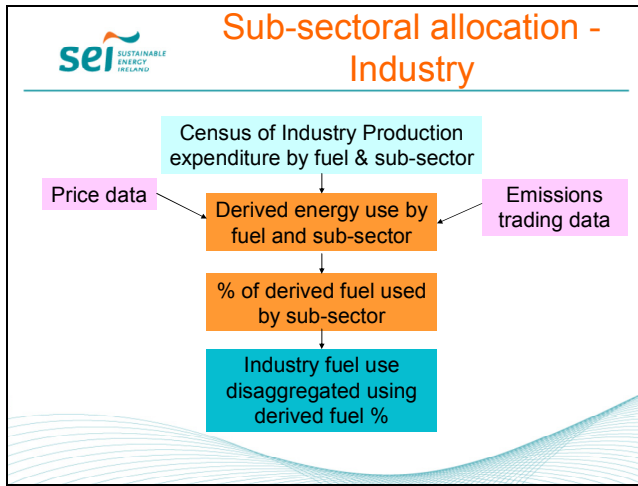 Sub-sectoral allocation -
Industry
sei SUSTAINABLE
ENERGY
IRELAND
Census of Industry Production
expenditure by fuel & sub-sector
Price data
Emissions
trading data
Derived energy use by
fuel and sub-sector
% of derived fuel used
by sub-sector
Industry fuel use
disaggregated using
derived fuel %